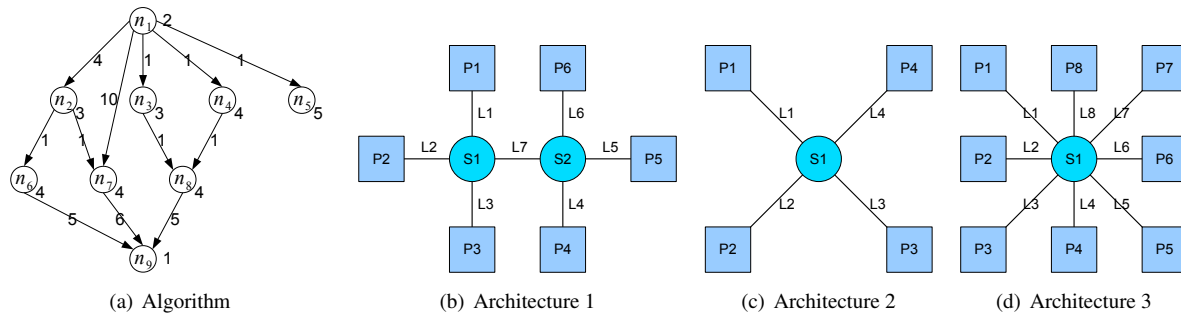 n1 2
4 10 1 1 1
n2 3 n3 3 n4 4 n5 5
1 1 1 1
n6 4 n7 4 n8 4
5 6 5
n9 1
(a) Algorithm
P1 P6
L1 L6
P2 L2 S1 L7 S2 L5 P5
L3 L4
P3 P4
(b) Architecture 1
P1 P4
L1 L4
S1
L2 L3
P2 P3
(c) Architecture 2
P1 P8 P7
L1 L8 L7
P2 L2 S1 L6 P6
L3 L4 L5
P3 P4 P5
(d) Architecture 3